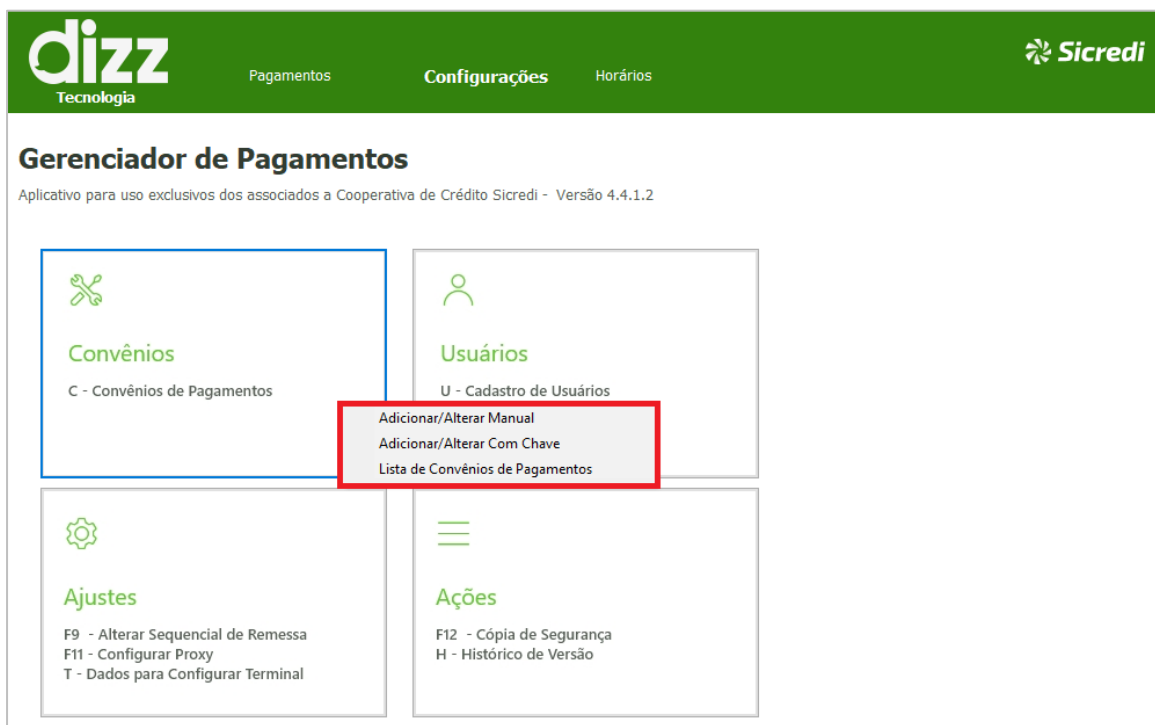 dizz
Tecnologia
Pagamentos
Configurações
Horários
Sicredi
Gerenciador de Pagamentos
Aplicativo para uso exclusivos dos associados a Cooperativa de Crédito Sicredi - Versão 4.4.1.2
Convênios
C - Convênios de Pagamentos
Usuários
U - Cadastro de Usuários
Adicionar/Alterar Manual
Adicionar/Alterar Com Chave
Lista de Convênios de Pagamentos
Ajustes
F9 - Alterar Sequencial de Remessa
F11 - Configurar Proxy
T - Dados para Configurar Terminal
Ações
F12 - Cópia de Segurança
H - Histórico de Versão